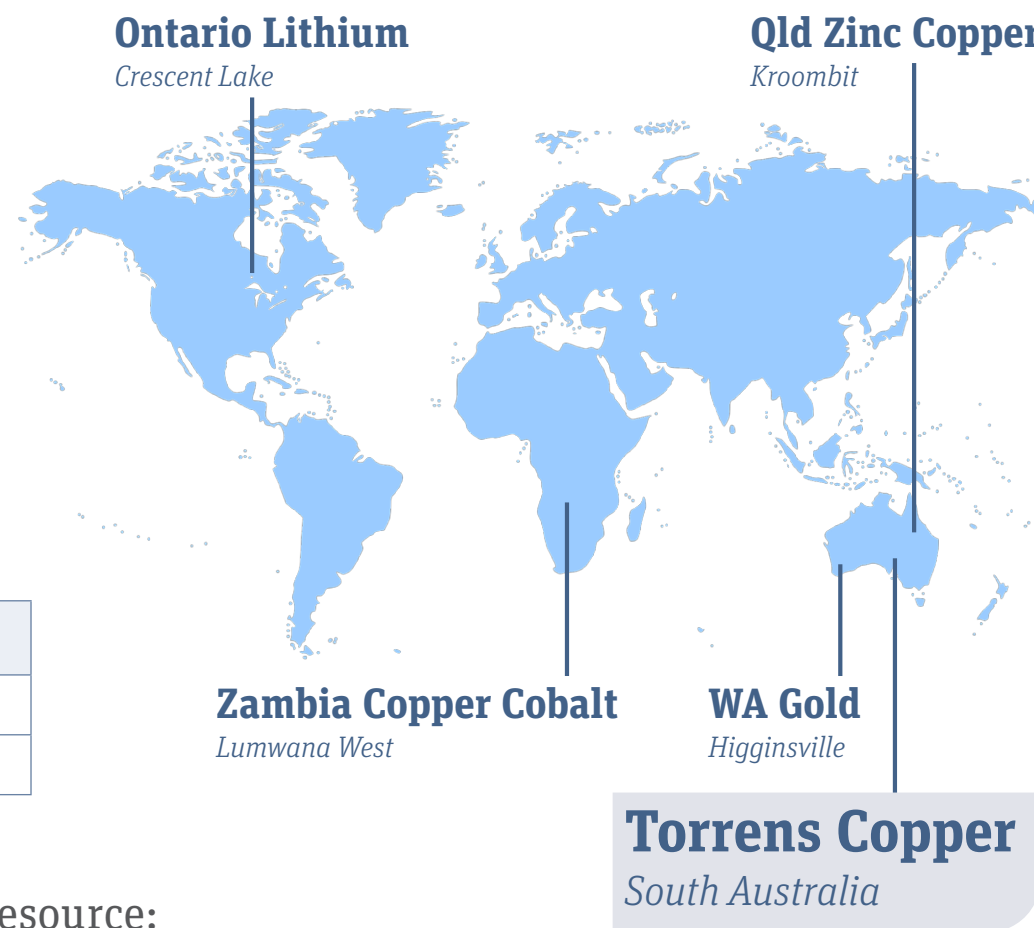 Ontario Lithium
Crescent Lake
Qld Zinc Copper
Kroombit
Zambia Copper Cobalt
Lumwana West
WA Gold
Higginsville
Torrens Copper
South Australia
esource: